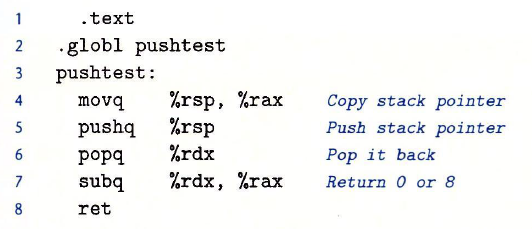 1 .text
2 .globl pushtest
3 pushtest:
4 movq %rsp, %rax Copy stack pointer
5 pushq %rsp Push stack pointer
6 popq %rdx Pop it back
7 subq %rdx, %rax Return 0 or 8
8 ret